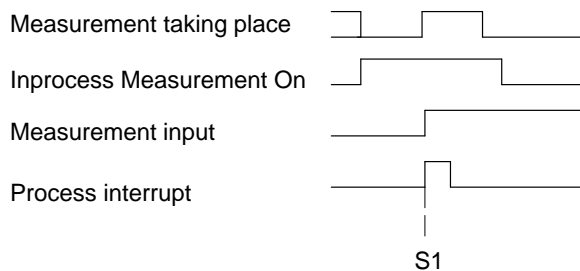 Measurement taking place
Inprocess Measurement On
Measurement input
Process interrupt
S1